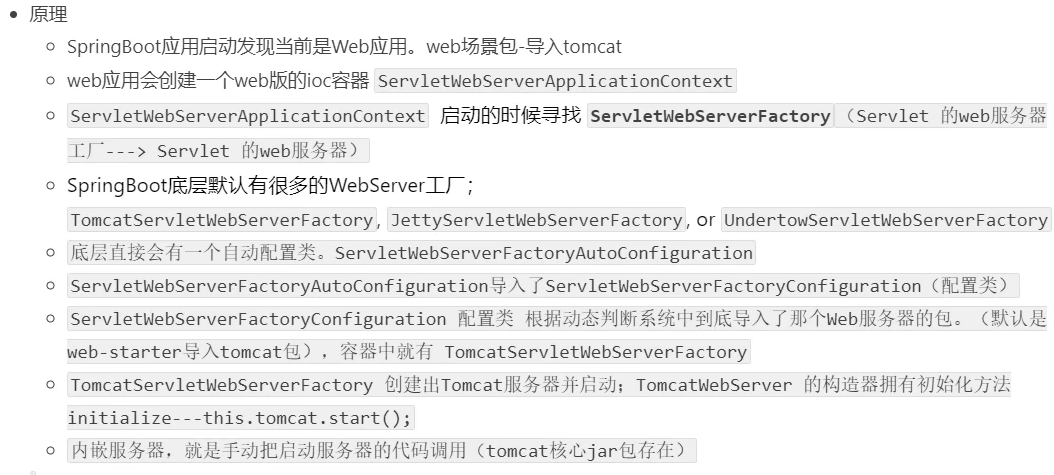 原理
SpringBoot应用启动发现当前是Web应用。web场景包-导入tomcat
web应用会创建一个web版的ioc容器 ServletWebServerApplicationContext
ServletWebServerApplicationContext 启动的时候寻找 ServletWebServerFactory（Servlet 的web服务器
工厂---> Servlet 的web服务器）
SpringBoot底层默认有很多的WebServer工厂；
TomcatServletWebServerFactory, JettyServletWebServerFactory, or UndertowServletWebServerFactory
底层直接会有一个自动配置类。ServletWebServerFactoryAutoConfiguration
ServletWebServerFactoryAutoConfiguration导入了ServletWebServerFactoryConfiguration（配置类）
ServletWebServerFactoryConfiguration 配置类 根据动态判断系统中到底导入了那个Web服务器的包。（默认是
web-starter导入tomcat包），容器中就有 TomcatServletWebServerFactory
TomcatServletWebServerFactory 创建出Tomcat服务器并启动；TomcatWebServer 的构造器拥有初始化方法
initialize---this.tomcat.start();
内嵌服务器，就是手动把启动服务器的代码调用（tomcat核心jar包存在）